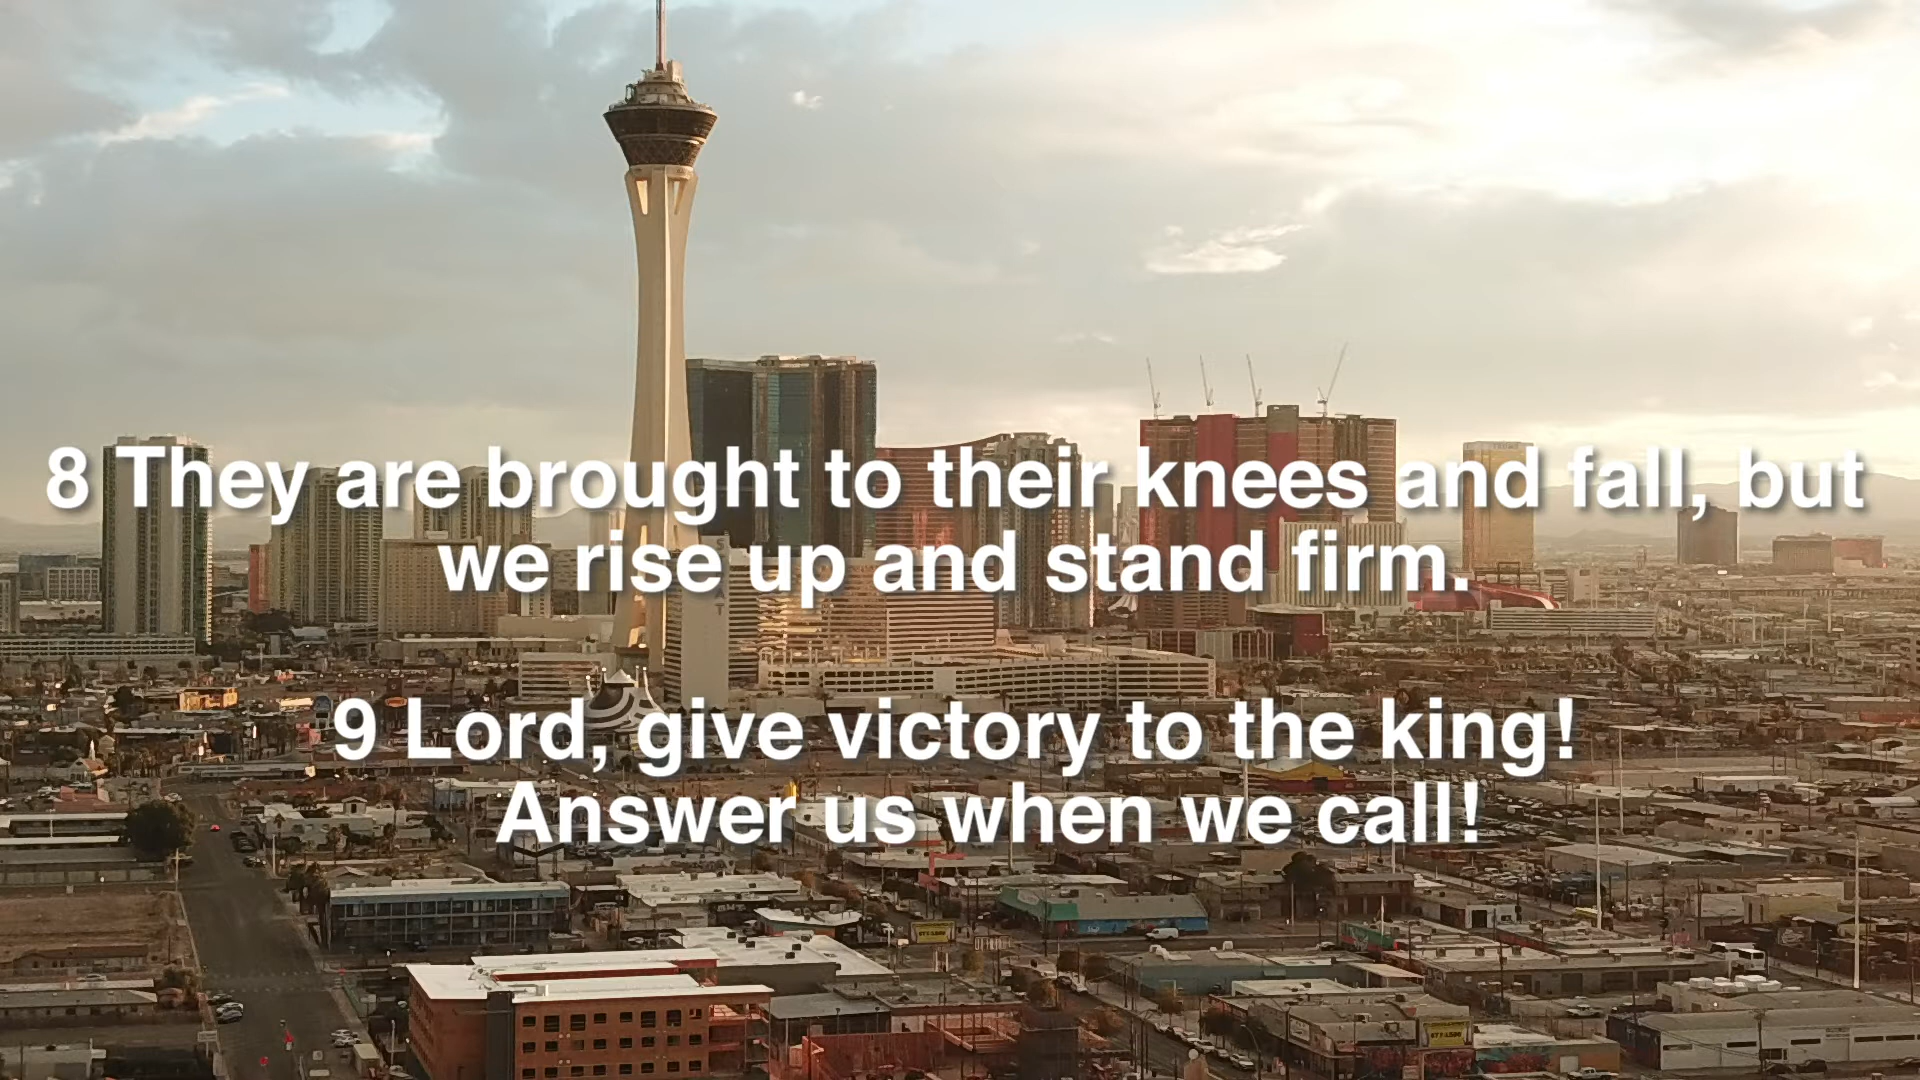 8 They are brought to their knees and fall, but
we rise up and stand firm.
9 Lord, give victory to the king!
Answer us when we call!